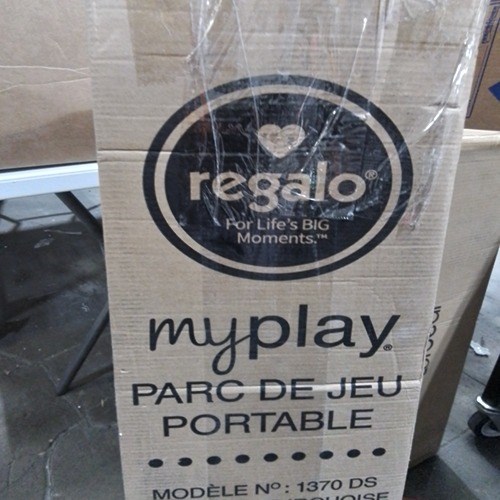 regalo®
For Life's BIG
Moments.™
myplay®
PARC DE JEU
PORTABLE
MODÈLE Nº: 1370 DS